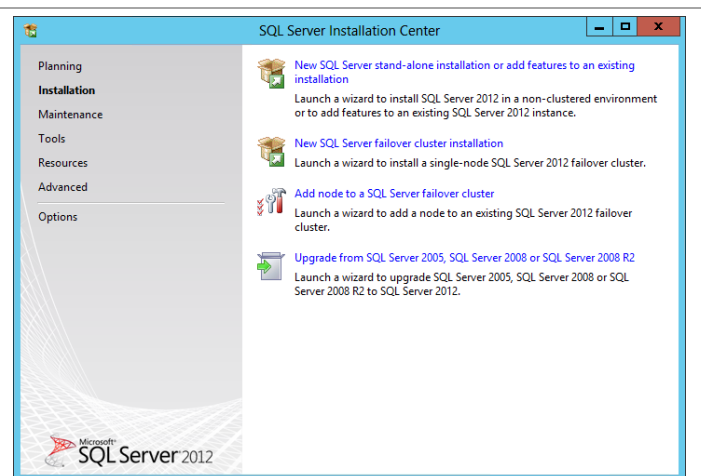 SQL Server Installation Center
Planning
Installation
Maintenance
Tools
Resources
Advanced
Options
New SQL Server stand-alone installation or add features to an existing
installation
Launch a wizard to install SQL Server 2012 in a non-clustered environment
or to add features to an existing SQL Server 2012 instance.
New SQL Server failover cluster installation
Launch a wizard to install a single-node SQL Server 2012 failover cluster.
Add node to a SQL Server failover cluster
Launch a wizard to add a node to an existing SQL Server 2012 failover
cluster.
Upgrade from SQL Server 2005, SQL Server 2008 or SQL Server 2008 R2
Launch a wizard to upgrade SQL Server 2005, SQL Server 2008 or SQL
Server 2008 R2 to SQL Server 2012.
Microsoft
SQL Server 2012